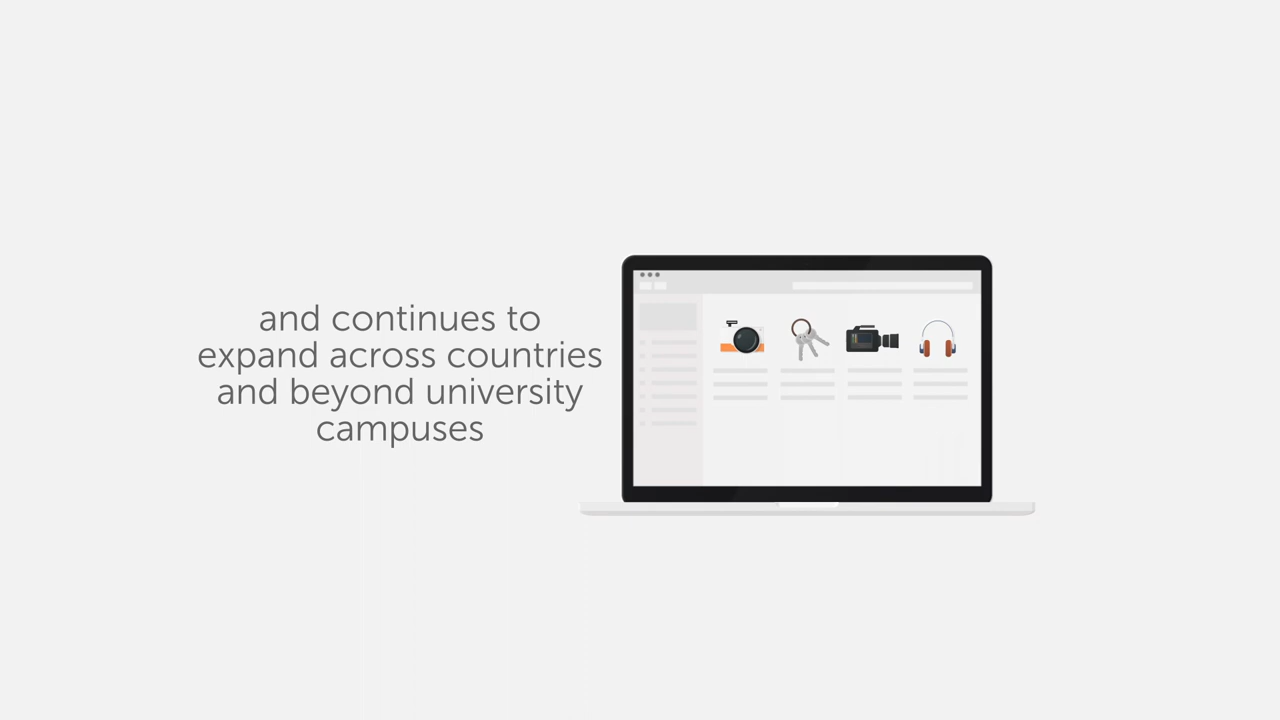 and continues to
expand across countries
and beyond university
campuses